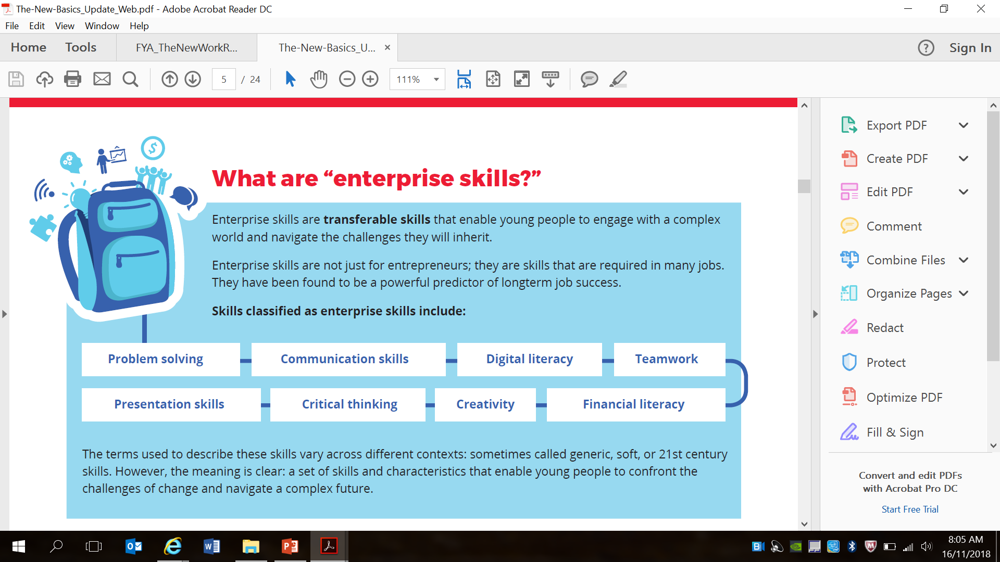 The-New-Basics_Update_Web.pdf - Adobe Acrobat Reader DC
File Edit View Window Help
Home Tools FYA_TheNewWorkR... The-New-Basics_U... × ? Sign In
5 / 24 111%
What are “enterprise skills?”
Enterprise skills are transferable skills that enable young people to engage with a complex
world and navigate the challenges they will inherit.
Enterprise skills are not just for entrepreneurs; they are skills that are required in many jobs.
They have been found to be a powerful predictor of longterm job success.
Skills classified as enterprise skills include:
Problem solving Communication skills Digital literacy Teamwork
Presentation skills Critical thinking Creativity Financial literacy
The terms used to describe these skills vary across different contexts: sometimes called generic, soft, or 21st century
skills. However, the meaning is clear: a set of skills and characteristics that enable young people to confront the
challenges of change and navigate a complex future.
Export PDF
Create PDF
Edit PDF
Comment
Combine Files
Organize Pages
Redact
Protect
Optimize PDF
Fill & Sign
Convert and edit PDFs
with Acrobat Pro DC
Start Free Trial
8:05 AM
16/11/2018